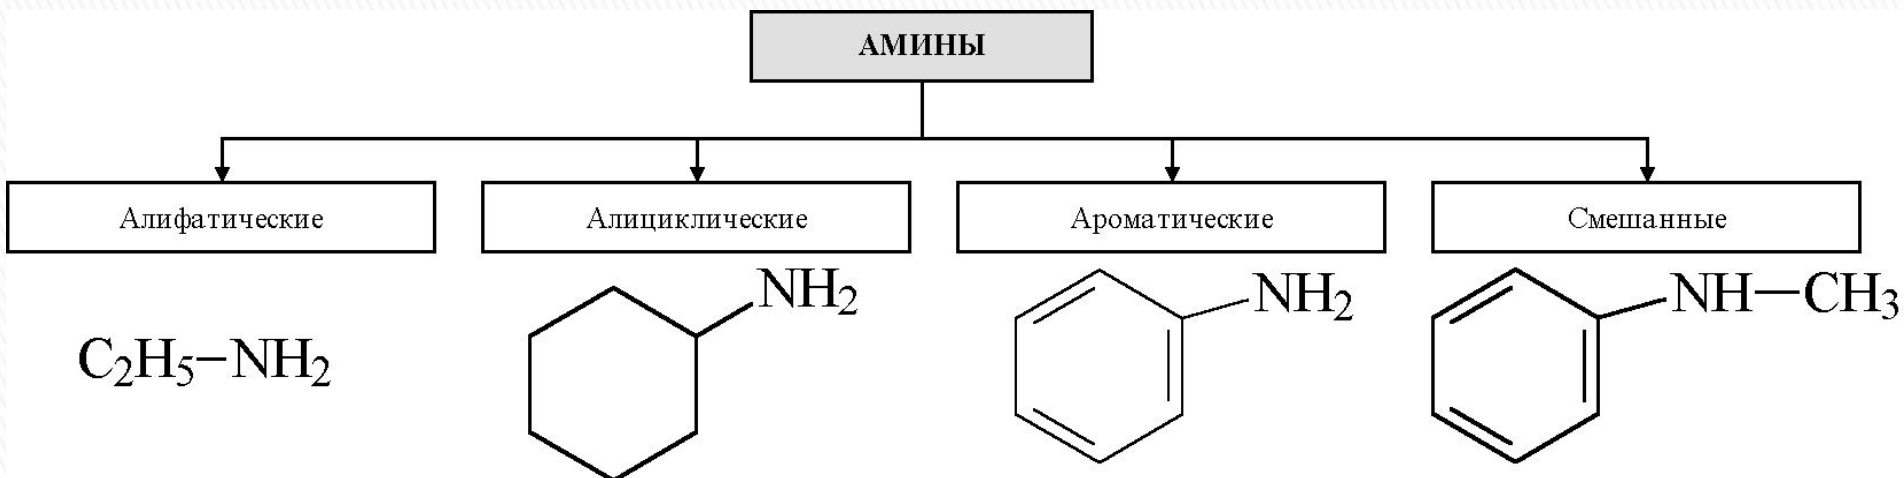 АМИНЫ
Алифатические
Алициклические
Ароматические
Смешанные
C₂H₅–NH₂
NH₂
NH₂
NH–CH₃